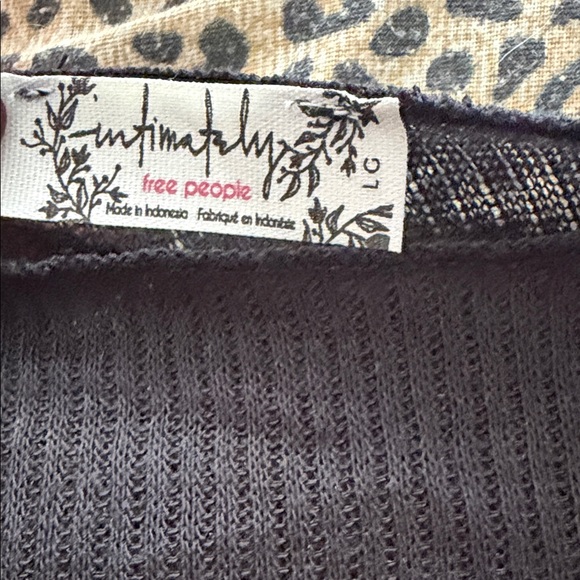 intimately
free people
Made in Indonesia Fabriqué en Indonésie
LG